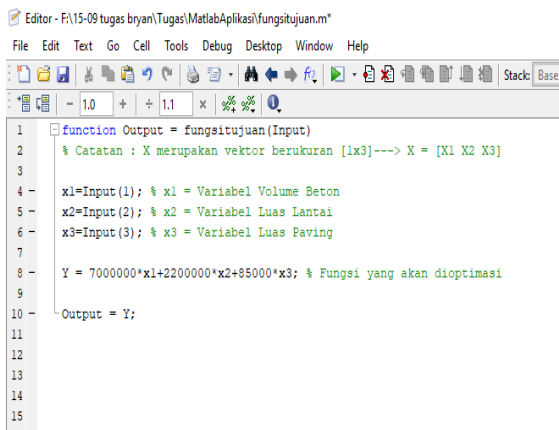 Editor - F:\15-09 tugas bryan\Tugas\MatlabAplikasi\fungsitujuan.m*
File Edit Text Go Cell Tools Debug Desktop Window Help
Stack: Base
- 1.0 + ÷ 1.1 ×
1 function Output = fungsitujuan(Input)
2 % Catatan : X merupakan vektor berukuran [1x3]---> X = [X1 X2 X3]
3
4 - x1=Input(1); % x1 = Variabel Volume Beton
5 - x2=Input(2); % x2 = Variabel Luas Lantai
6 - x3=Input(3); % x3 = Variabel Luas Paving
7
8 - Y = 7000000*x1+2200000*x2+85000*x3; % Fungsi yang akan dioptimasi
9
10 - Output = Y;
11
12
13
14
15